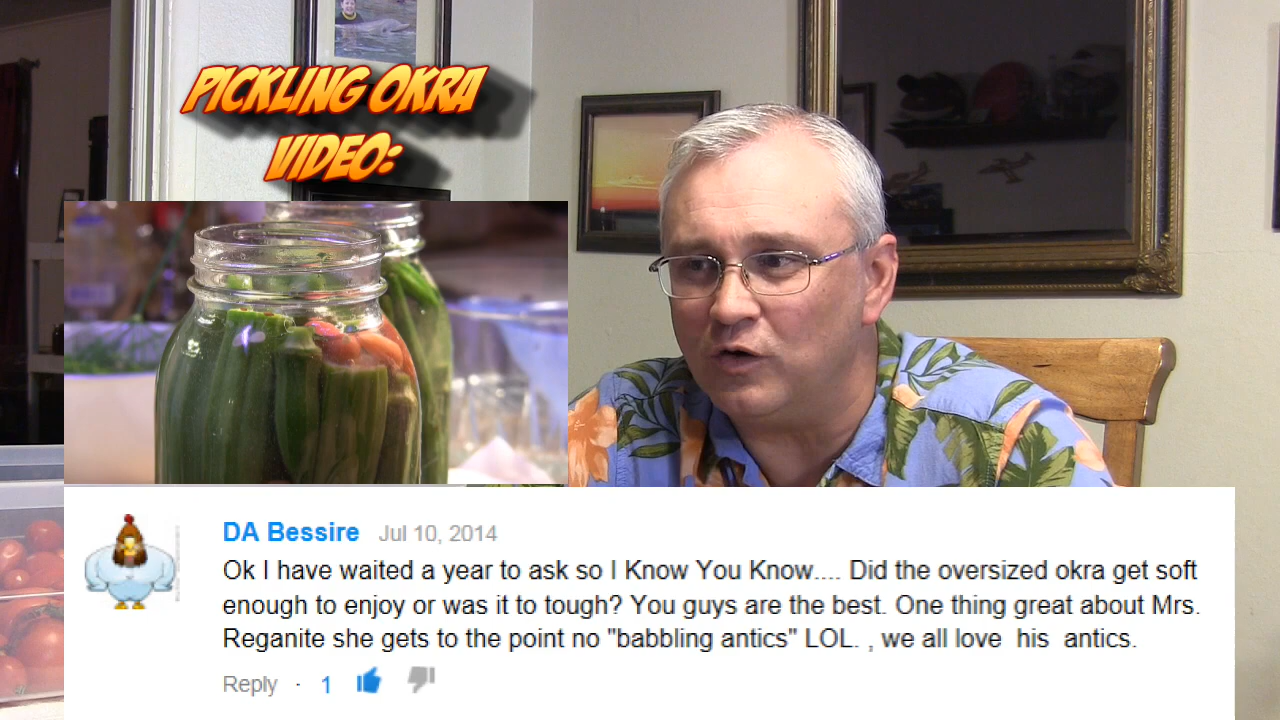 PICKLING OKRA
VIDEO:
DA Bessire Jul 10, 2014
Ok I have waited a year to ask so I Know You Know.... Did the oversized okra get soft
enough to enjoy or was it to tough? You guys are the best. One thing great about Mrs.
Reganite she gets to the point no "babbling antics" LOL. , we all love his antics.
Reply · 1